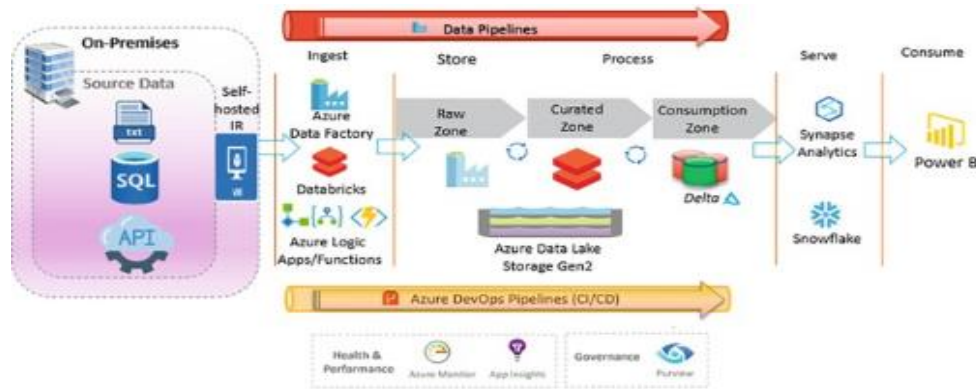 Data Pipelines
On-Premises
Ingest
Store
Process
Serve
Consume
Source Data
Self-
hosted
IR
txt
SQL
API
Azure
Data Factory
Databricks
Azure Logic
Apps/Functions
Raw
Zone
Curated
Zone
Consumption
Zone
Delta
Azure Data Lake
Storage Gen2
Synapse
Analytics
Snowflake
Power B
Azure DevOps Pipelines (CI/CD)
Health &
Performance
Azure Monitor
App Insights
Governance
Purview